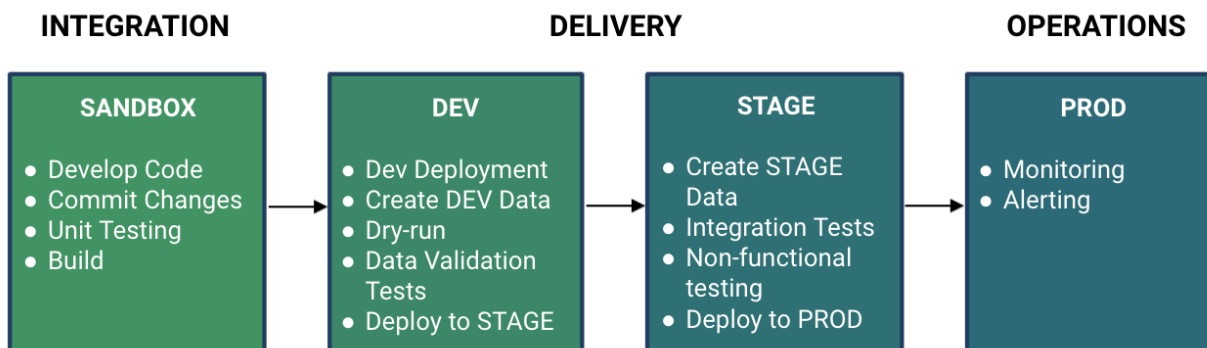 INTEGRATION
DELIVERY
OPERATIONS
SANDBOX
● Develop Code
● Commit Changes
● Unit Testing
● Build
DEV
● Dev Deployment
● Create DEV Data
● Dry-run
● Data Validation
Tests
● Deploy to STAGE
STAGE
● Create STAGE
Data
● Integration Tests
● Non-functional
testing
● Deploy to PROD
PROD
● Monitoring
● Alerting